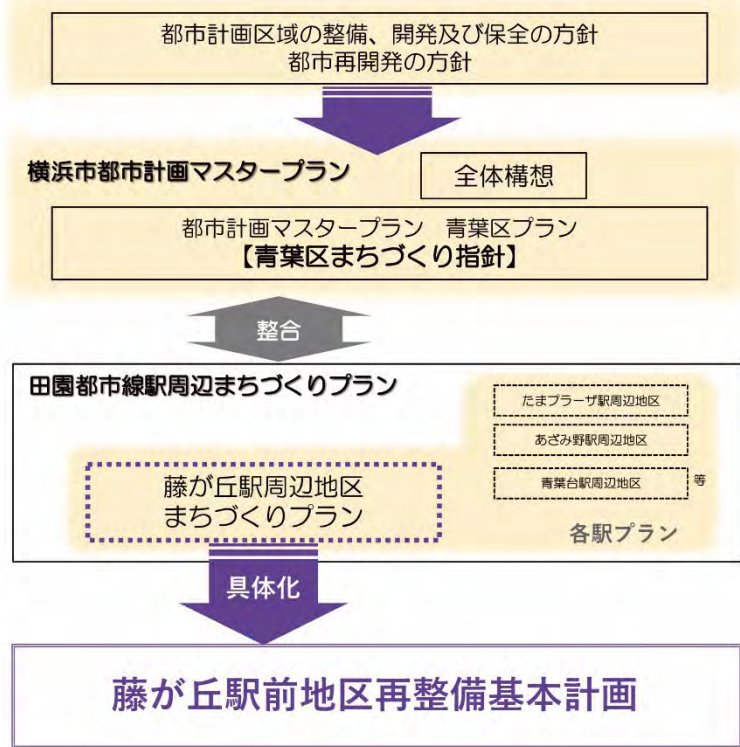 都市計画区域の整備、開発及び保全の方針
都市再開発の方針
横浜市都市計画マスタープラン
全体構想
都市計画マスタープラン　青葉区プラン
【青葉区まちづくり指針】
整合
田園都市線駅周辺まちづくりプラン
たまプラーザ駅周辺地区
あざみ野駅周辺地区
青葉台駅周辺地区
等
藤が丘駅周辺地区
まちづくりプラン
各駅プラン
具体化
藤が丘駅前地区再整備基本計画